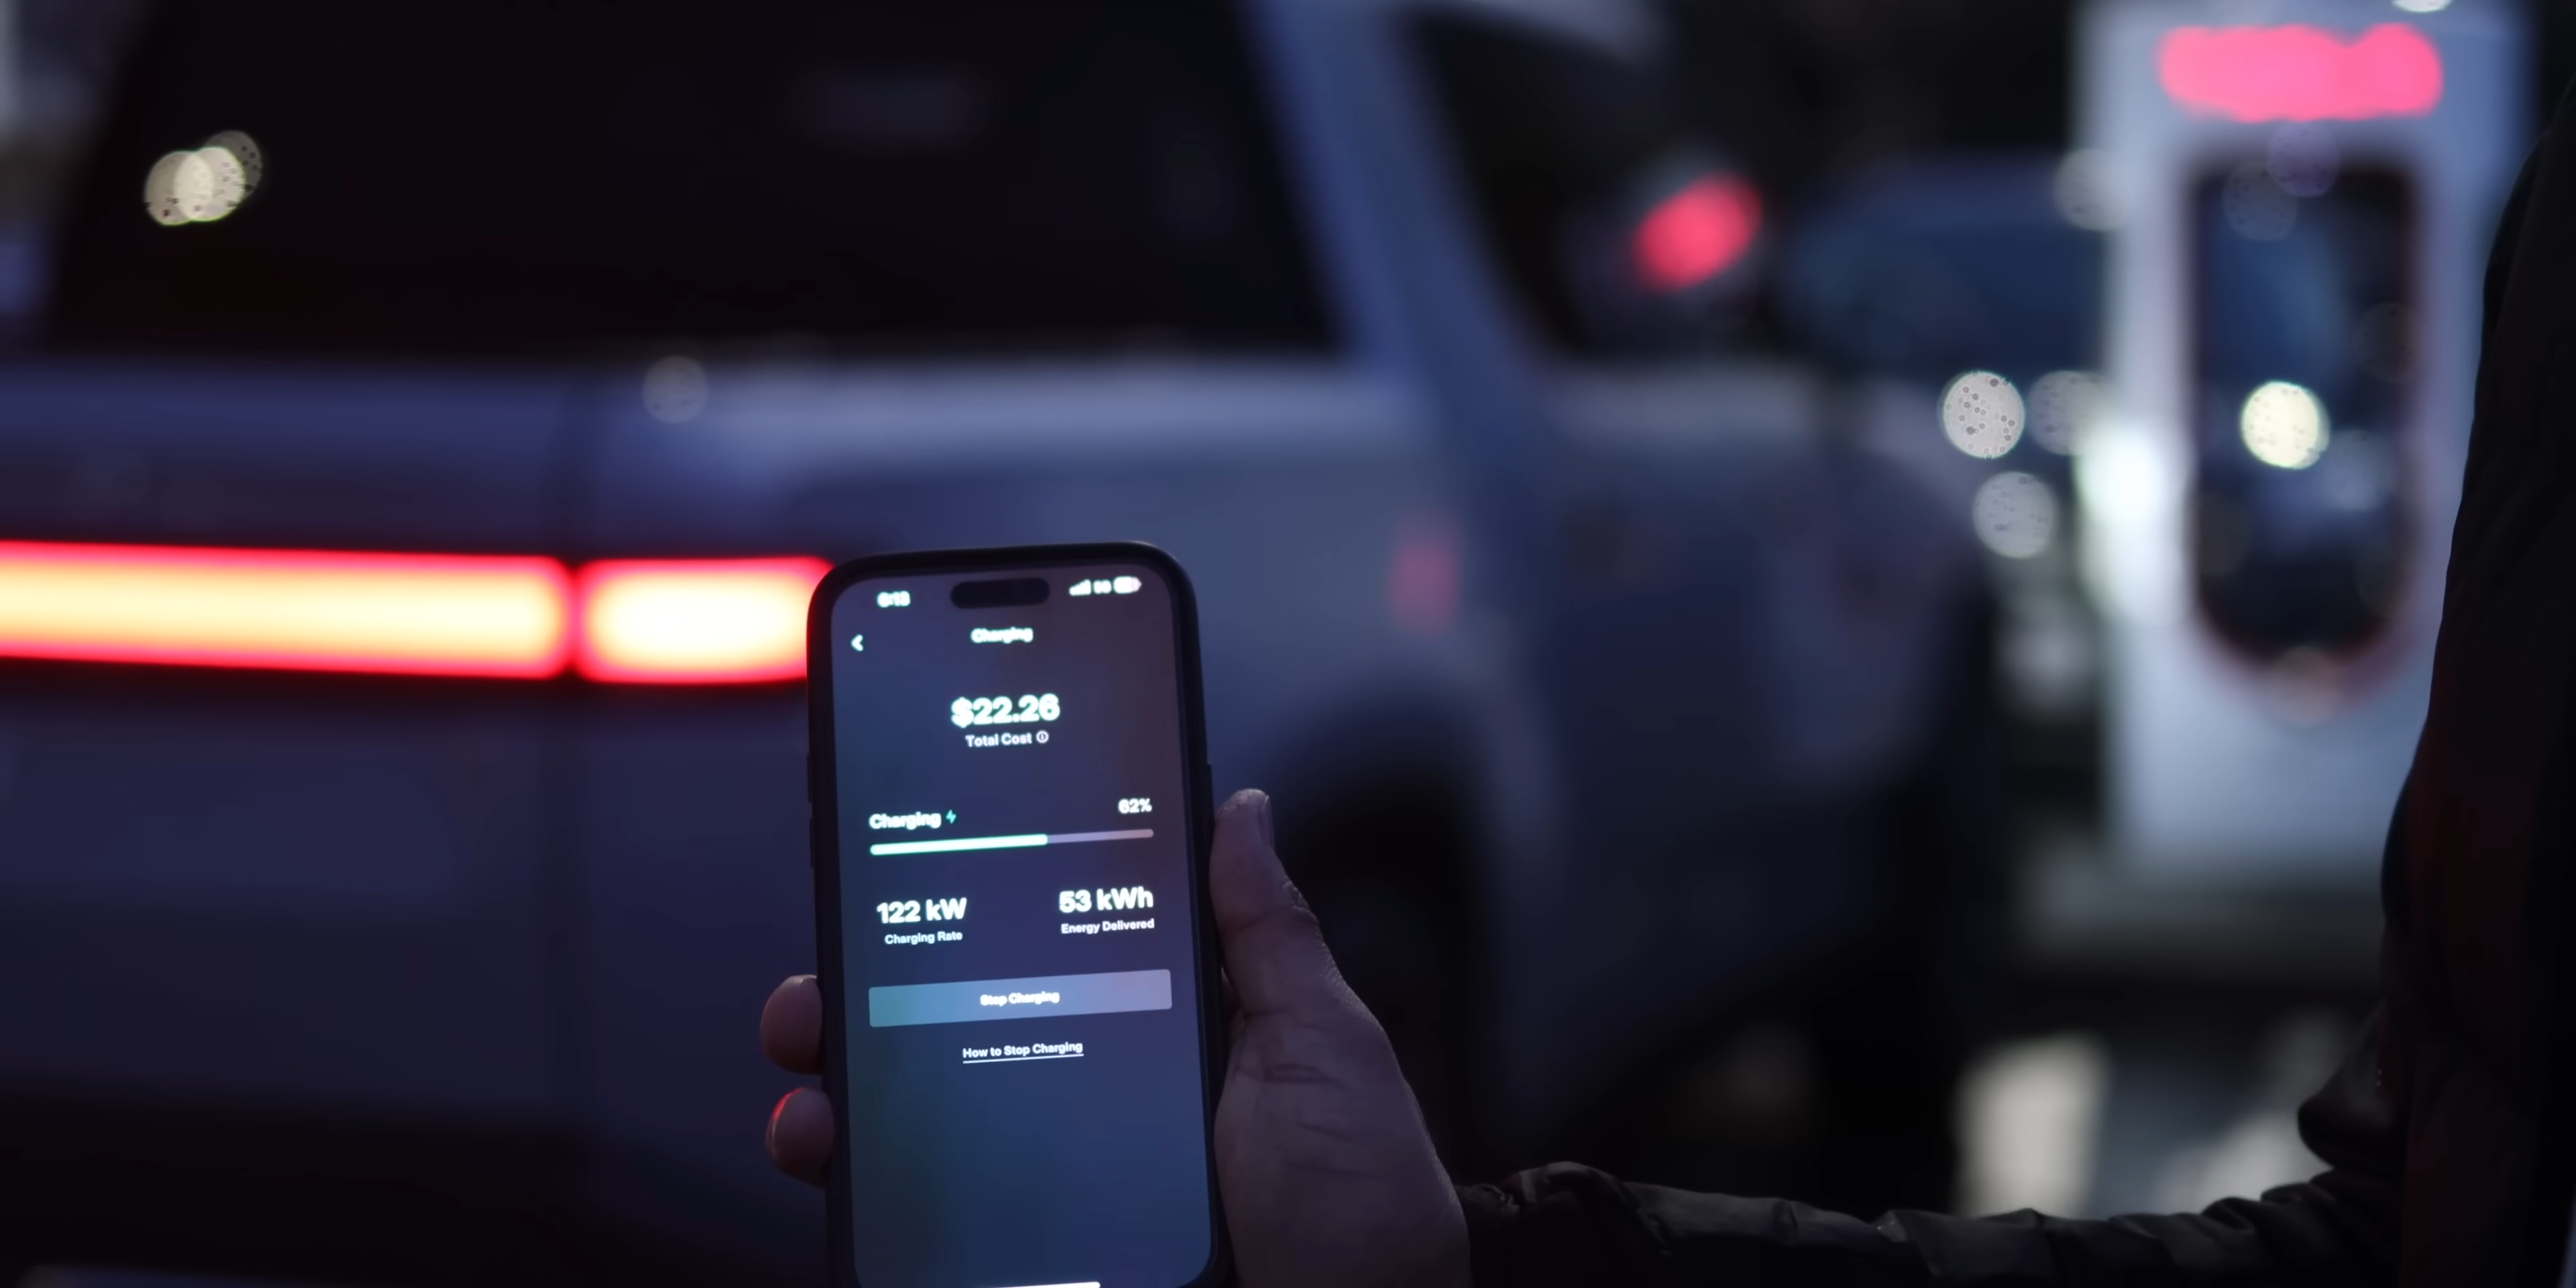 Charging
$22.26
Total Cost
Charging 62%
122 kW 53 kWh
Charging Rate Energy Delivered
Stop Charging
How to Stop Charging